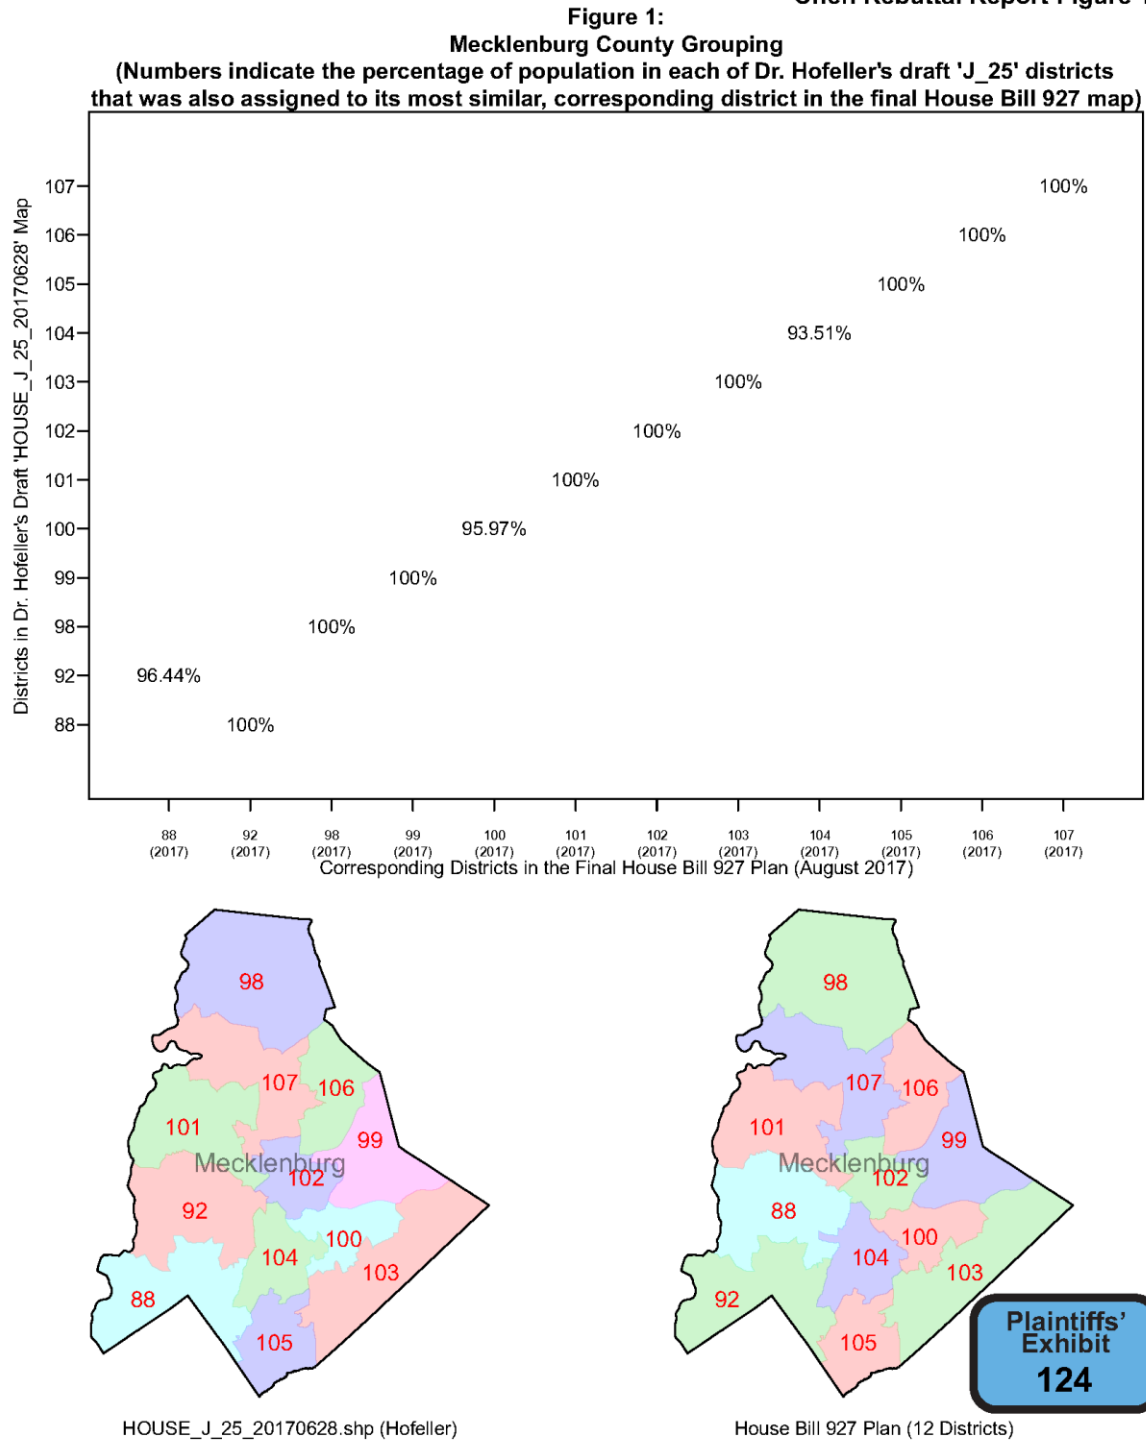 Chen Rebuttal Report Figure
Figure 1:
Mecklenburg County Grouping
(Numbers indicate the percentage of population in each of Dr. Hofeller's draft 'J_25' districts
that was also assigned to its most similar, corresponding district in the final House Bill 927 map)
Districts in Dr. Hofeller's Draft 'HOUSE_J_25_20170628' Map
107 100%
106 100%
105 100%
104 93.51%
103 100%
102 100%
101 100%
100 95.97%
99 100%
98 100%
92 96.44%
88 100%
88 92 98 99 100 101 102 103 104 105 106 107
(2017) (2017) (2017) (2017) (2017) (2017) (2017) (2017) (2017) (2017) (2017) (2017)
Corresponding Districts in the Final House Bill 927 Plan (August 2017)
98
107
106
101
99
Mecklenburg
102
92
100
104
103
88
105
HOUSE_J_25_20170628.shp (Hofeller)
98
107
106
101
99
Mecklenburg
102
88
100
104
103
92
105
House Bill 927 Plan (12 Districts)
Plaintiffs'
Exhibit
124